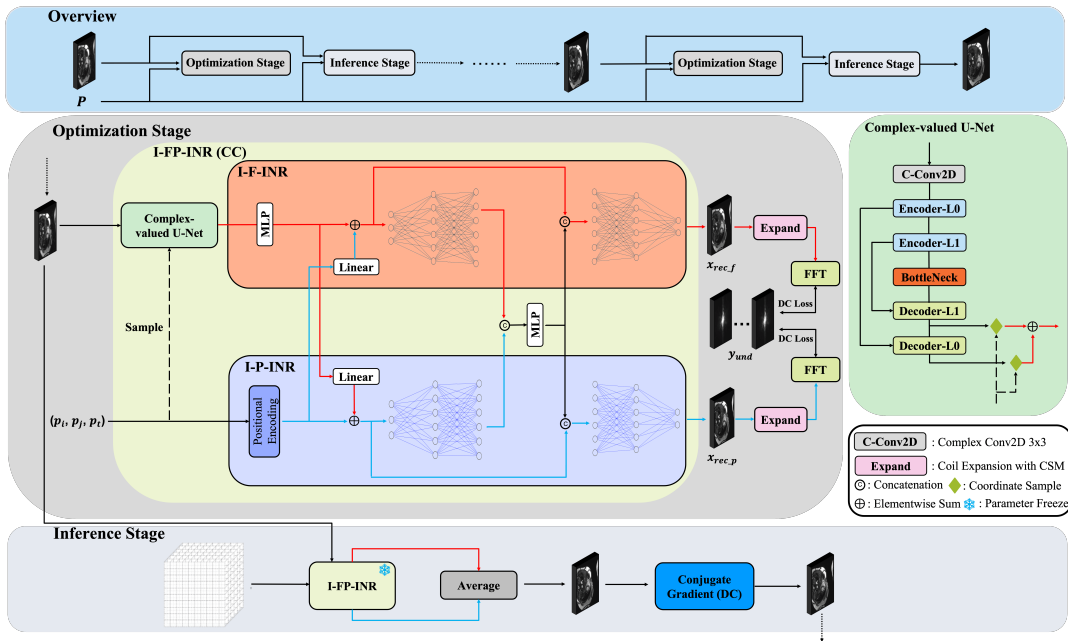 Overview
P
Optimization Stage
Inference Stage
......
Optimization Stage
Inference Stage
Optimization Stage
I-FP-INR (CC)
I-F-INR
Complex-
valued U-Net
MLP
Linear
C
C
MLP
Sample
I-P-INR
Linear
(p_i, p_j, p_t)
Positional
Encoding
C
x_rec_f
Expand
FFT
DC Loss
...
y_und
DC Loss
FFT
x_rec_p
Expand
Complex-valued U-Net
C-Conv2D
Encoder-L0
Encoder-L1
BottleNeck
Decoder-L1
Decoder-L0
C-Conv2D : Complex Conv2D 3x3
Expand : Coil Expansion with CSM
C : Concatenation : Coordinate Sample
: Elementwise Sum : Parameter Freeze
Inference Stage
I-FP-INR
Average
Conjugate
Gradient (DC)